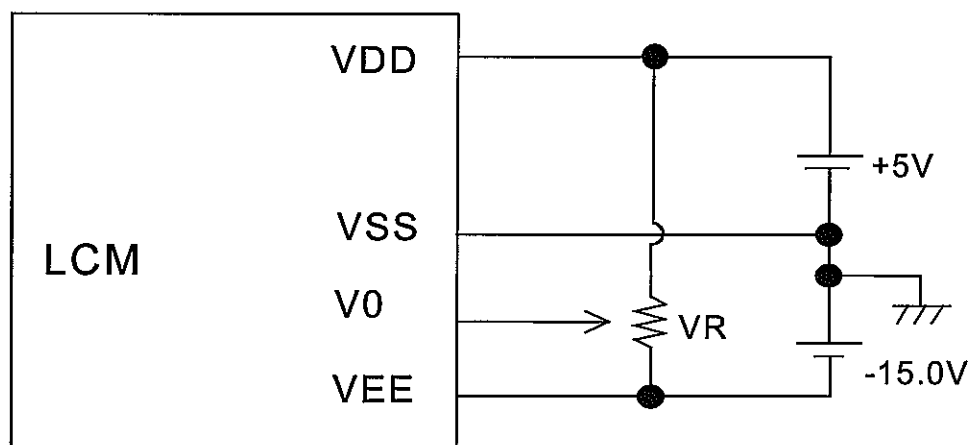 VDD
+5V
VSS
LCM
V0
VR
-15.0V
VEE